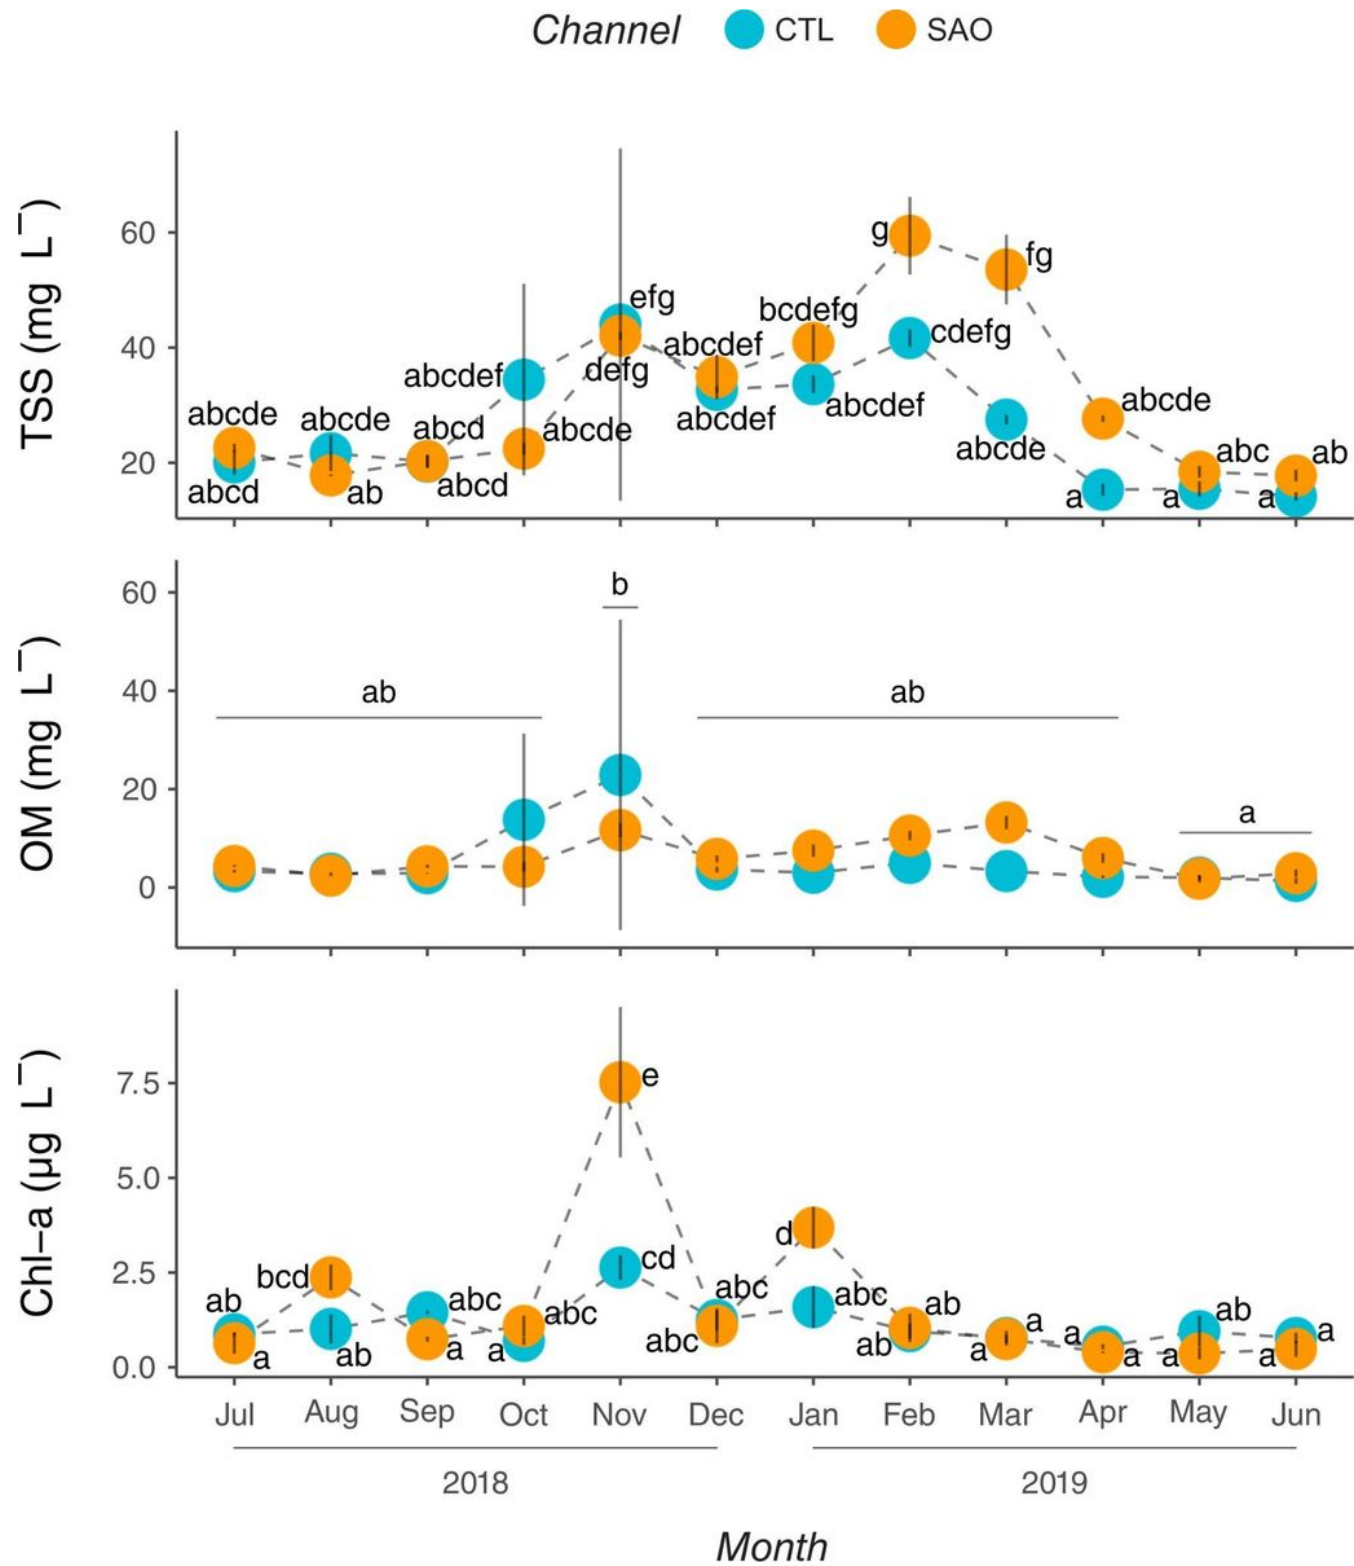 Channel CTL SAO
TSS (mg L¯)
60
40
20
abcde
abcd
abcde
ab
abcd
abcd
abcdef
abcde
efg
defg
abcdef
abcdef
bcdefg
abcdef
g
cdefg
fg
abcde
abcde
a
abc
a
ab
a
OM (mg L¯)
60
40
20
0
ab
b
ab
a
Chl–a (µg L¯)
7.5
5.0
2.5
0.0
ab
a
bcd
ab
abc
a
abc
a
e
cd
abc
abc
d
abc
ab
ab
a
a
a
a
ab
a
a
a
Jul Aug Sep Oct Nov Dec Jan Feb Mar Apr May Jun
2018 2019
Month